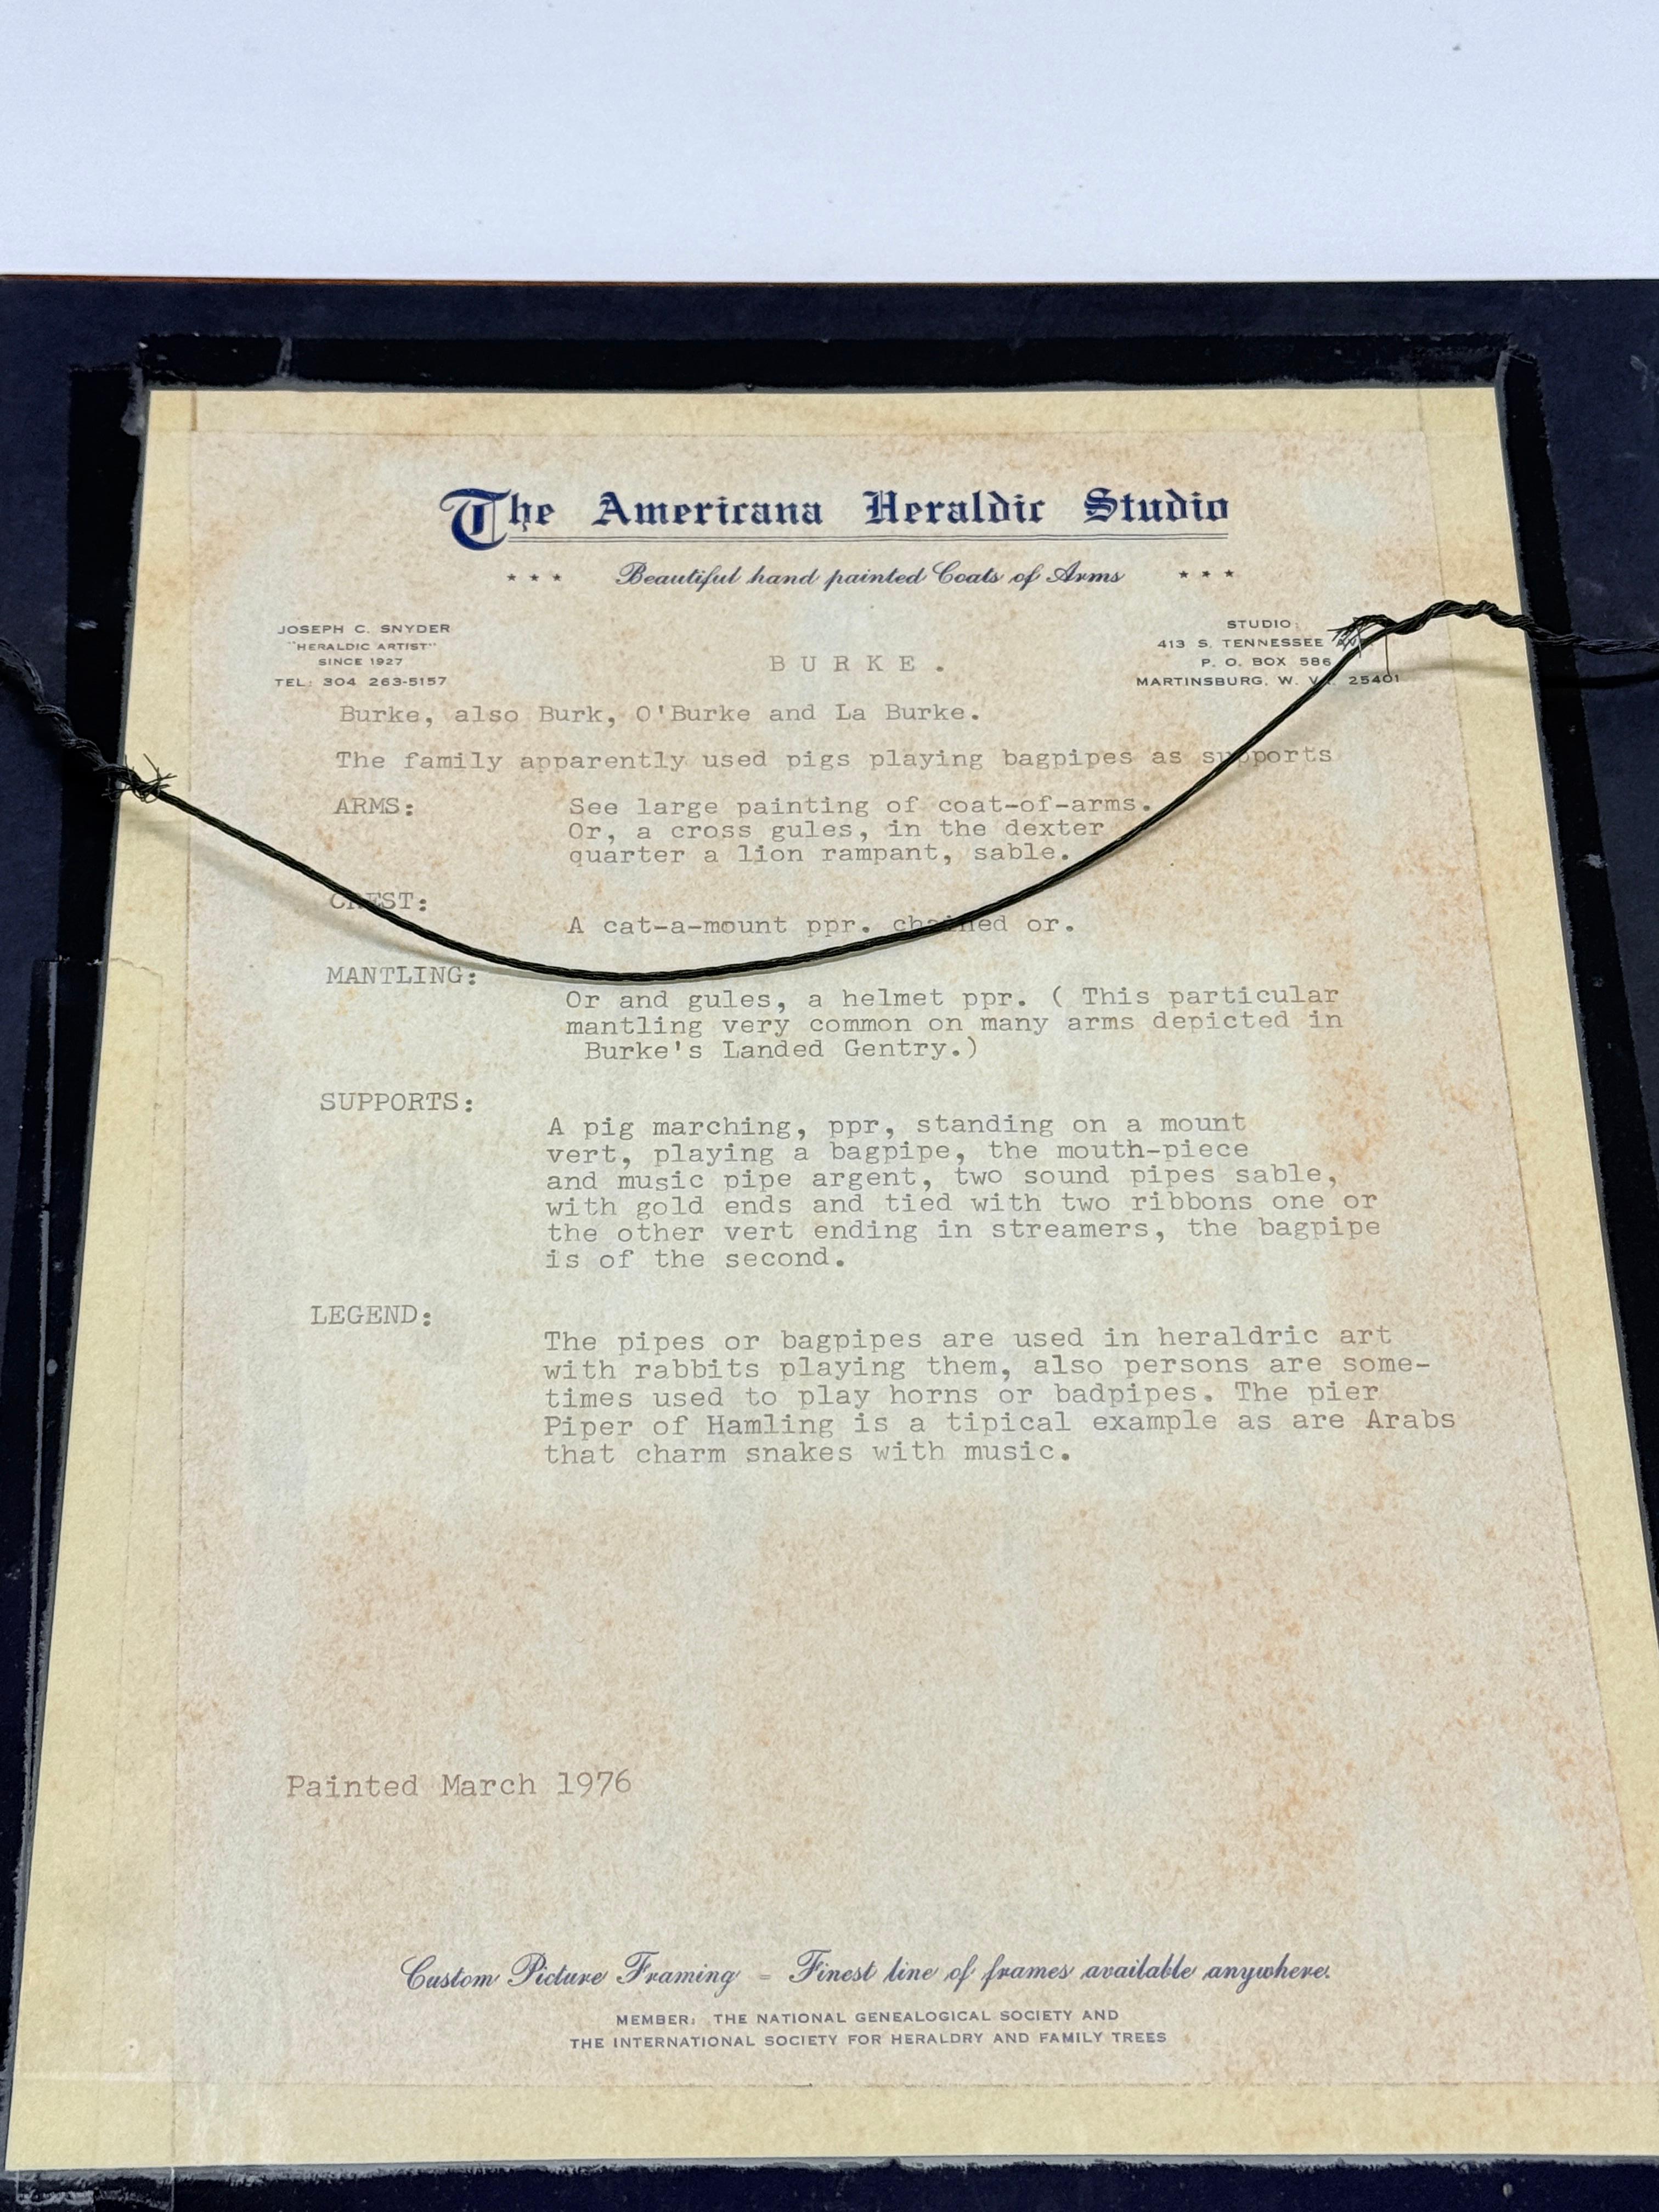 The Americana Heraldic Studio
* * * Beautiful hand painted Coats of Arms * * *
JOSEPH C. SNYDER
"HERALDIC ARTIST"
SINCE 1927
TEL: 304 263-5157
STUDIO:
413 S. TENNESSEE
P. O. BOX 586
MARTINSBURG, W. VA. 25401
BURKE.
Burke, also Burk, O'Burke and La Burke.
The family apparently used pigs playing bagpipes as supports
ARMS: See large painting of coat-of-arms.
Or, a cross gules, in the dexter
quarter a lion rampant, sable.
CREST:
A cat-a-mount ppr. chained or.
MANTLING:
Or and gules, a helmet ppr. ( This particular
mantling very common on many arms depicted in
Burke's Landed Gentry.)
SUPPORTS:
A pig marching, ppr, standing on a mount
vert, playing a bagpipe, the mouth-piece
and music pipe argent, two sound pipes sable,
with gold ends and tied with two ribbons one or
the other vert ending in streamers, the bagpipe
is of the second.
LEGEND:
The pipes or bagpipes are used in heraldric art
with rabbits playing them, also persons are some-
times used to play horns or badpipes. The pier
Piper of Hamling is a tipical example as are Arabs
that charm snakes with music.
Painted March 1976
Custom Picture Framing - Finest line of frames available anywhere.
MEMBER: THE NATIONAL GENEALOGICAL SOCIETY AND
THE INTERNATIONAL SOCIETY FOR HERALDRY AND FAMILY TREES